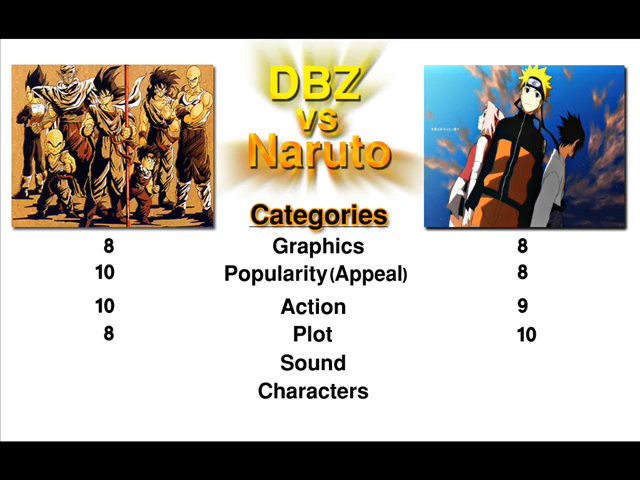 DBZ
vs
Naruto
Categories
8 Graphics 8
10 Popularity (Appeal) 8
10 Action 9
8 Plot 10
Sound
Characters